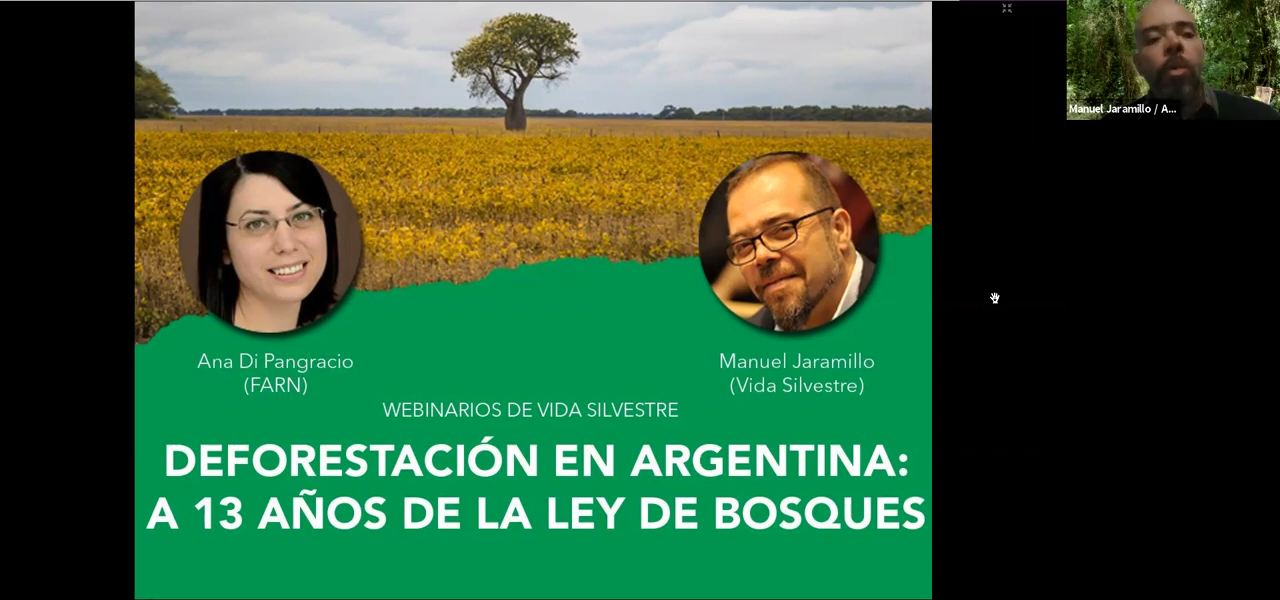 Manuel Jaramillo / A...
Ana Di Pangracio
(FARN)
Manuel Jaramillo
(Vida Silvestre)
WEBINARIOS DE VIDA SILVESTRE
DEFORESTACIÓN EN ARGENTINA:
A 13 AÑOS DE LA LEY DE BOSQUES